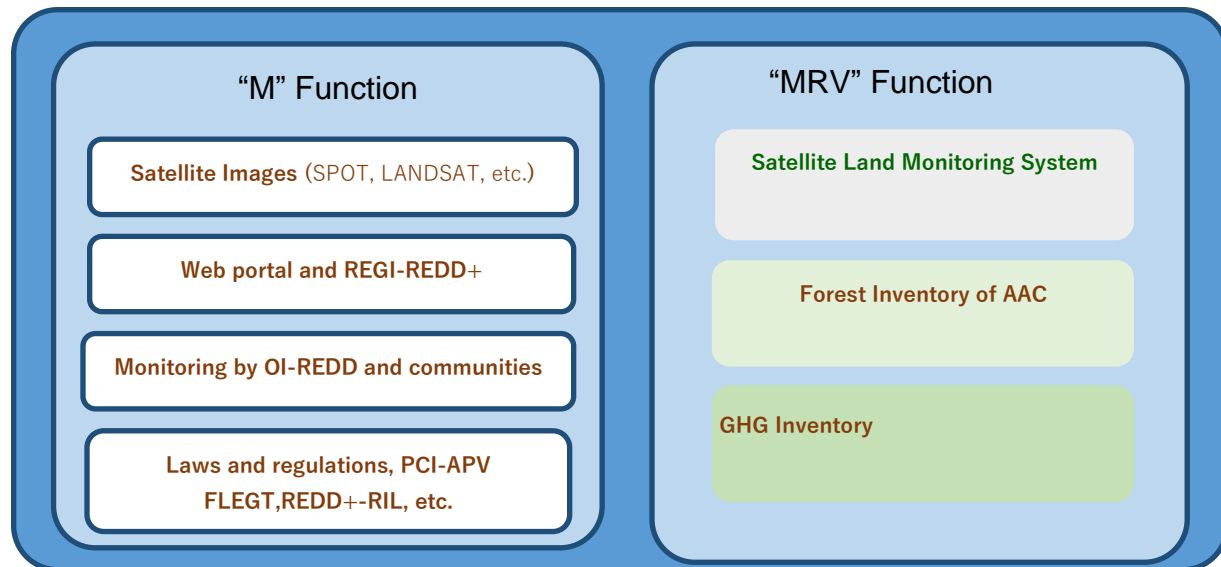 “M” Function
Satellite Images (SPOT, LANDSAT, etc.)
Web portal and REGI-REDD+
Monitoring by OI-REDD and communities
Laws and regulations, PCI-APV
FLEGT,REDD+-RIL, etc.
“MRV” Function
Satellite Land Monitoring System
Forest Inventory of AAC
GHG Inventory